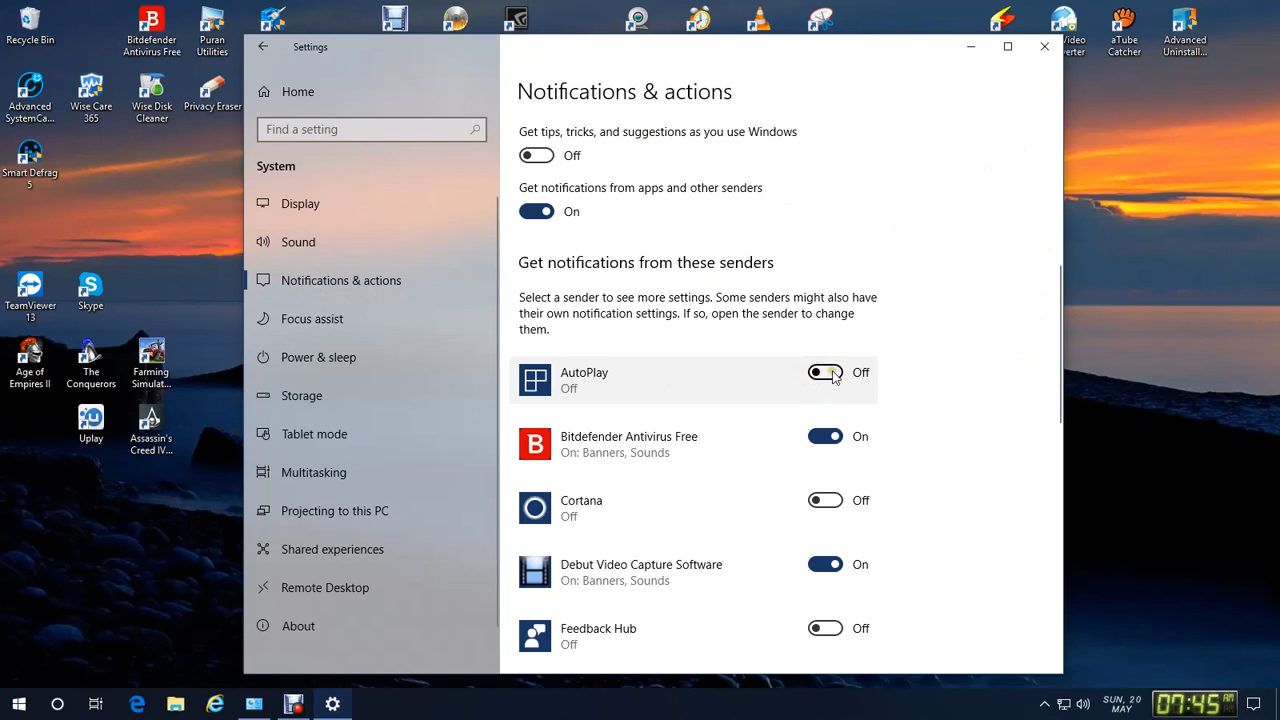 Recycle Bin
Bitdefender
Antivirus Free
Puran
Utilities
Advanced
SystemCa...
Wise Care
365
Wise Disk
Cleaner
Privacy Eraser
Smart Defrag
5
TeamViewer
13
Skype
Age of
Empires II
The
Conquerors
Farming
Simulat...
Uplay
Assassin's
Creed IV...
aTube
Catcher
Advanced
Uninstall...
Settings
Home
Find a setting
System
Display
Sound
Notifications & actions
Focus assist
Power & sleep
Storage
Tablet mode
Multitasking
Projecting to this PC
Shared experiences
Remote Desktop
About
Notifications & actions
Get tips, tricks, and suggestions as you use Windows
Off
Get notifications from apps and other senders
On
Get notifications from these senders
Select a sender to see more settings. Some senders might also have
their own notification settings. If so, open the sender to change
them.
AutoPlay
Off
Off
Bitdefender Antivirus Free
On: Banners, Sounds
On
Cortana
Off
Off
Debut Video Capture Software
On: Banners, Sounds
On
Feedback Hub
Off
Off
SUN, 20
MAY
07:45 AM